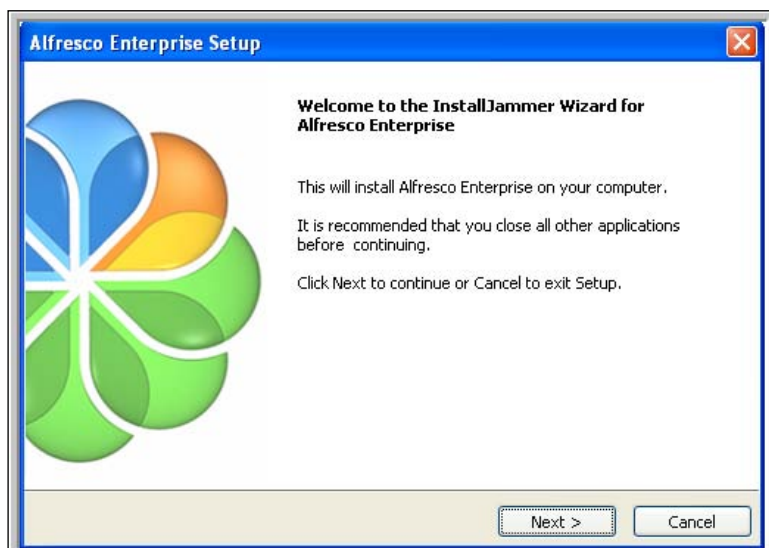 Alfresco Enterprise Setup
Welcome to the InstallJammer Wizard for
Alfresco Enterprise
This will install Alfresco Enterprise on your computer.
It is recommended that you close all other applications
before continuing.
Click Next to continue or Cancel to exit Setup.
Next >
Cancel